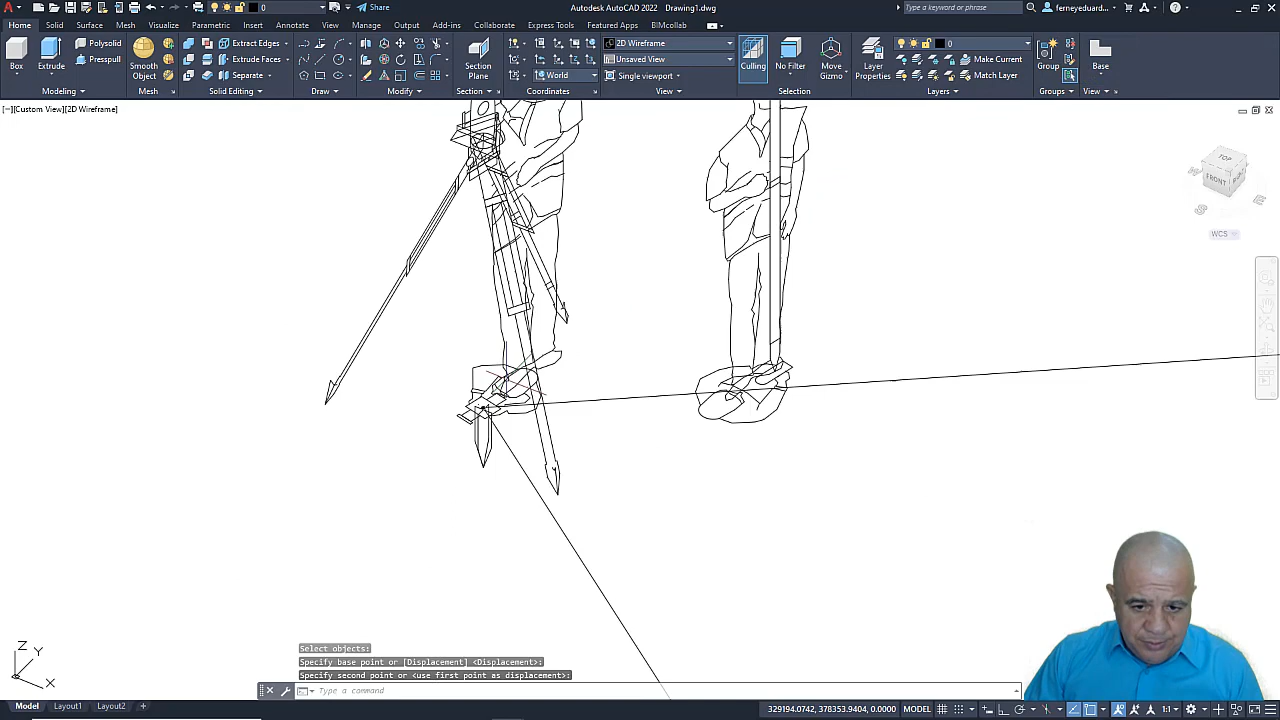 Share
Autodesk AutoCAD 2022 Drawing1.dwg
Type a keyword or phrase
ferneyeduard...
Home Solid Surface Mesh Visualize Parametric Insert Annotate View Manage Output Add-ins Collaborate Express Tools Featured Apps BIMcollab
Box
Extrude
Polysolid
Presspull
Smooth
Object
Extract Edges
Extrude Faces
Separate
Section
Plane
World
2D Wireframe
Unsaved View
Single viewport
Culling
No Filter
Move
Gizmo
Layer
Properties
0
Make Current
Match Layer
Group
Base
Modeling Mesh Solid Editing Draw Modify Section Coordinates View Selection Layers Groups View
[−][Custom View][2D Wireframe]
TOP
FRONT
W
S
E
WCS
Z
Y
X
Select objects:
Specify base point or [Displacement] <Displacement>:
Specify second point or <use first point as displacement>:
Type a command
Model Layout1 Layout2 +
329194.0742, 378353.9404, 0.0000 MODEL
1:1